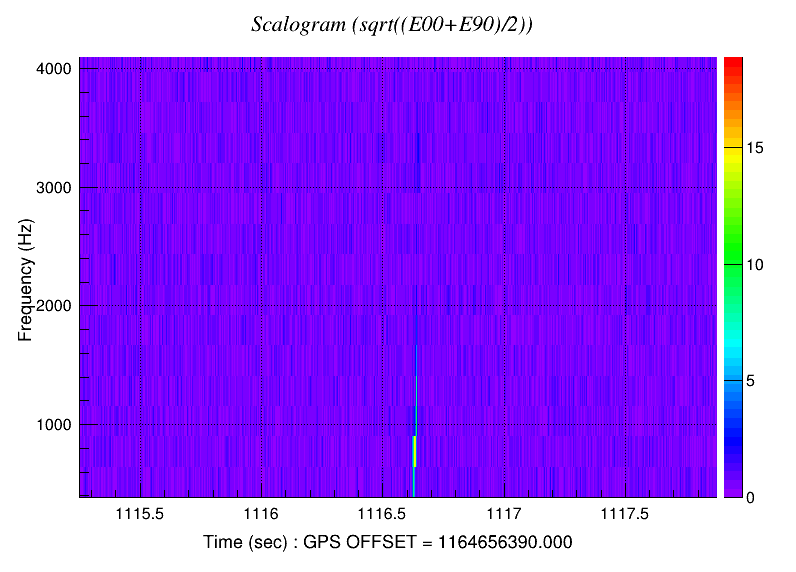 Scalogram (sqrt((E00+E90)/2))
4000
3000
2000
1000
Frequency (Hz)
15
10
5
0
1115.5 1116 1116.5 1117 1117.5
Time (sec) : GPS OFFSET = 1164656390.000